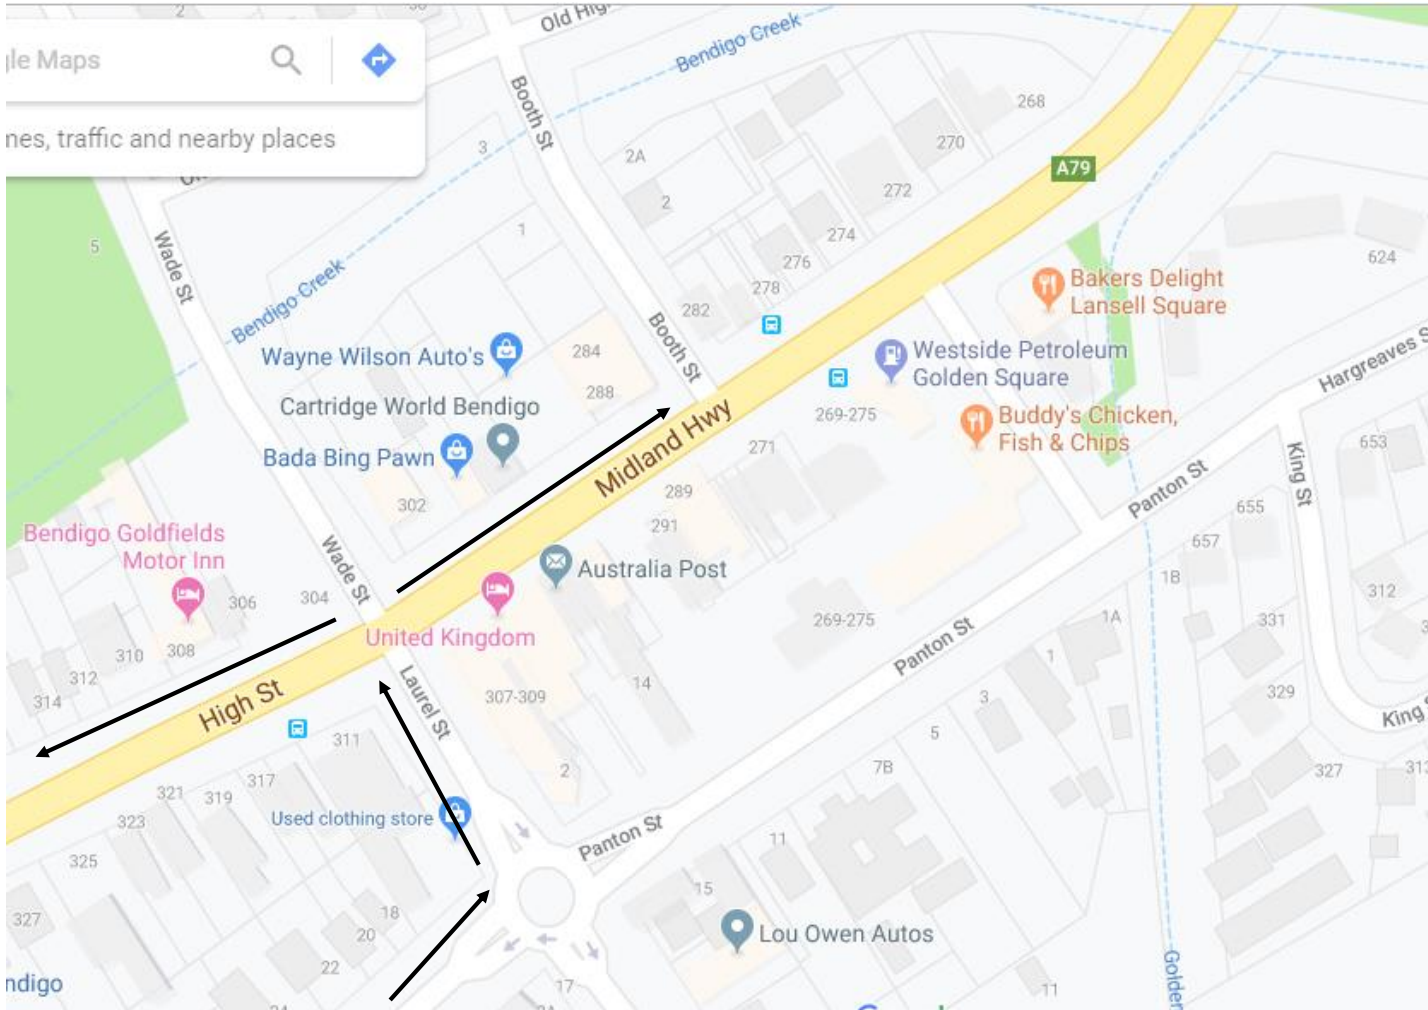 Old Hig
le Maps
nes, traffic and nearby places
Bendigo Creek
Booth St
268
270
3
2A
A79
272
2
1
274
5
Wade St
624
276
Bakers Delight
Lansell Square
278
Bendigo Creek
282
Booth St
Wayne Wilson Auto's
284
Westside Petroleum
Golden Square
Hargreaves S
288
Cartridge World Bendigo
Midland Hwy
269-275
Buddy's Chicken,
Fish & Chips
653
Bada Bing Pawn
271
King St
Panton St
302
289
655
291
Bendigo Goldfields
Motor Inn
Wade St
657
Australia Post
1B
306
304
312
United Kingdom
269-275
1A
331
310
308
Panton St
1
312
314
High St
Laurel St
307-309
14
3
329
King
311
5
2
7B
327
313
317
321
319
Used clothing store
323
Panton St
11
325
15
327
18
20
Lou Owen Autos
22
ndigo
17
11
Golden